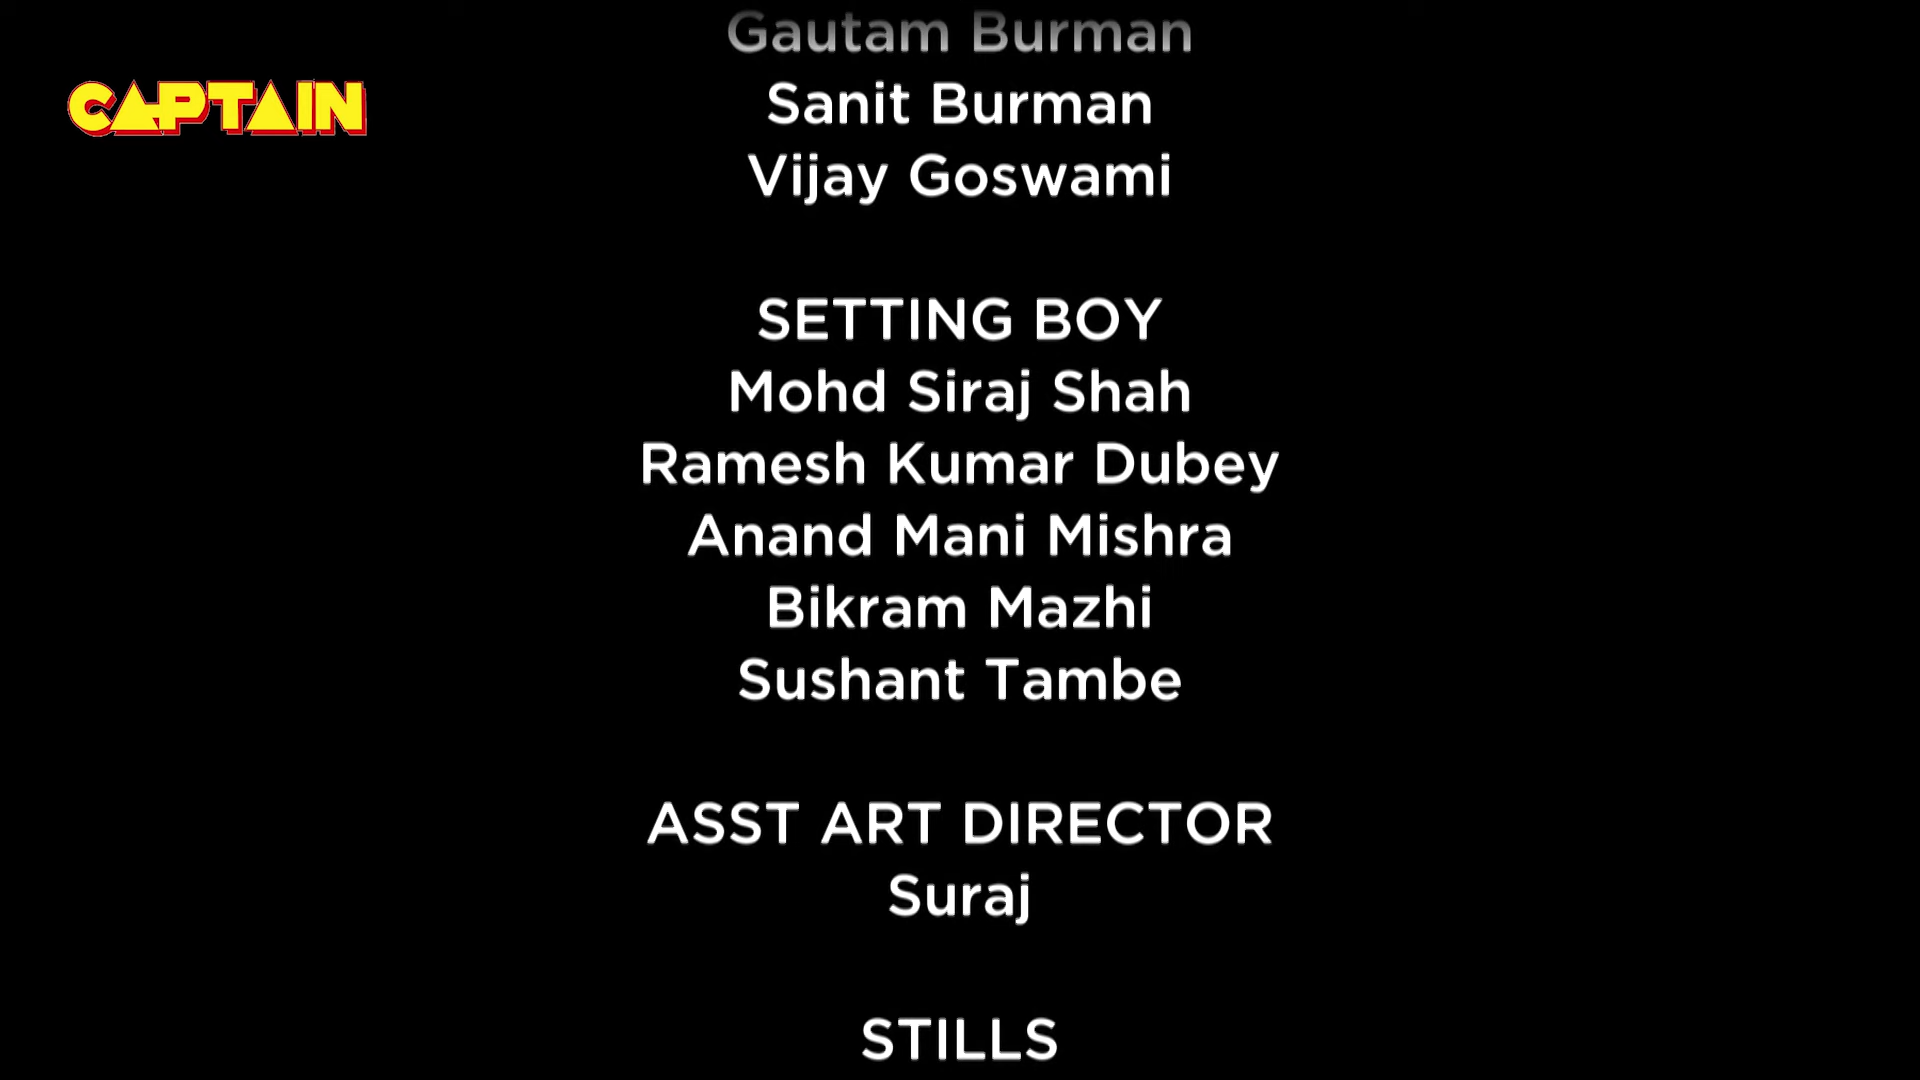 Gautam Burman
CAPTAIN
Sanit Burman
Vijay Goswami
SETTING BOY
Mohd Siraj Shah
Ramesh Kumar Dubey
Anand Mani Mishra
Bikram Mazhi
Sushant Tambe
ASST ART DIRECTOR
Suraj
STILLS